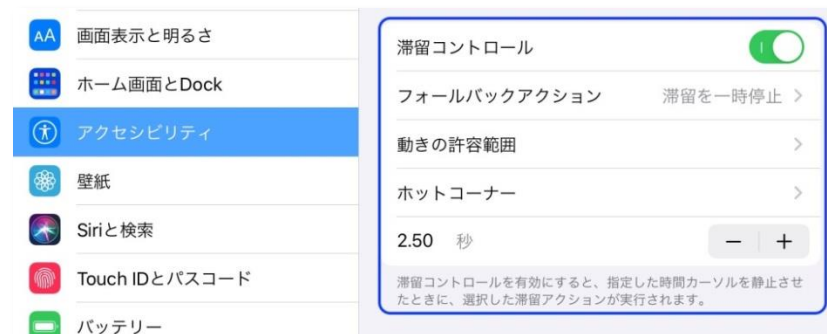 AA
画面表示と明るさ
ホーム画面とDock
アクセシビリティ
壁紙
Siriと検索
Touch IDとパスコード
バッテリー
滞留コントロール
フォールバックアクション 滞留を一時停止
動きの許容範囲
ホットコーナー
2.50 秒 − +
滞留コントロールを有効にすると、指定した時間カーソルを静止させ
たときに、選択した滞留アクションが実行されます。